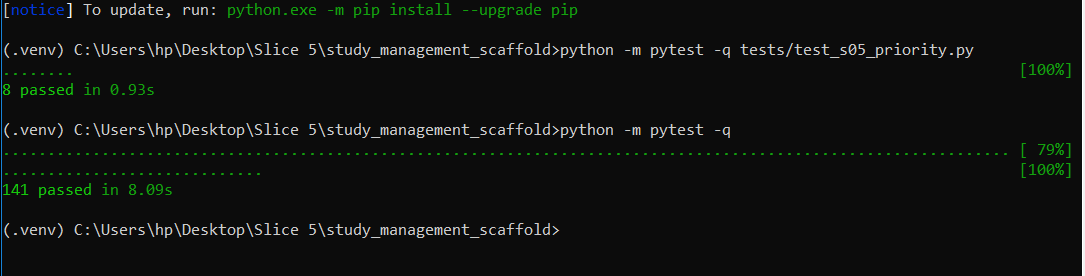 [notice] To update, run: python.exe -m pip install --upgrade pip
(.venv) C:\Users\hp\Desktop\Slice 5\study_management_scaffold>python -m pytest -q tests/test_s05_priority.py
........ [100%]
8 passed in 0.93s
(.venv) C:\Users\hp\Desktop\Slice 5\study_management_scaffold>python -m pytest -q
................................................................................................................ [ 79%]
............................. [100%]
141 passed in 8.09s
(.venv) C:\Users\hp\Desktop\Slice 5\study_management_scaffold>